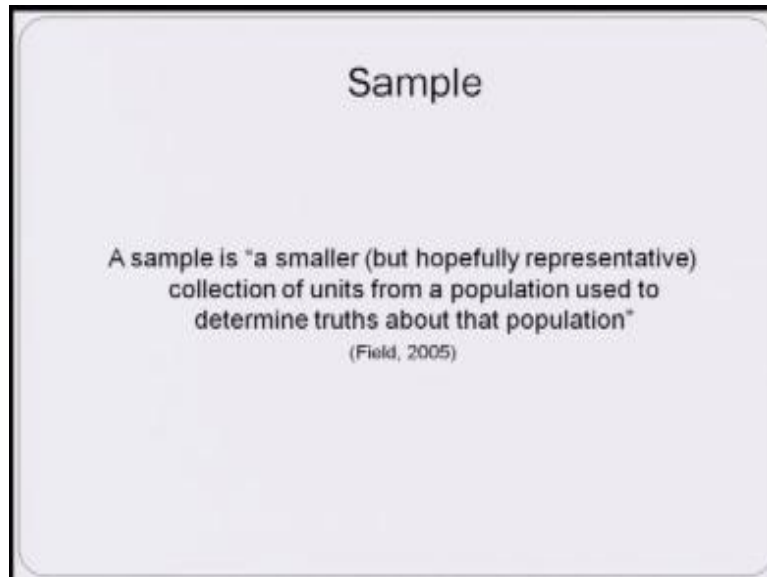 Sample
A sample is “a smaller (but hopefully representative)
collection of units from a population used to
determine truths about that population”
(Field, 2005)